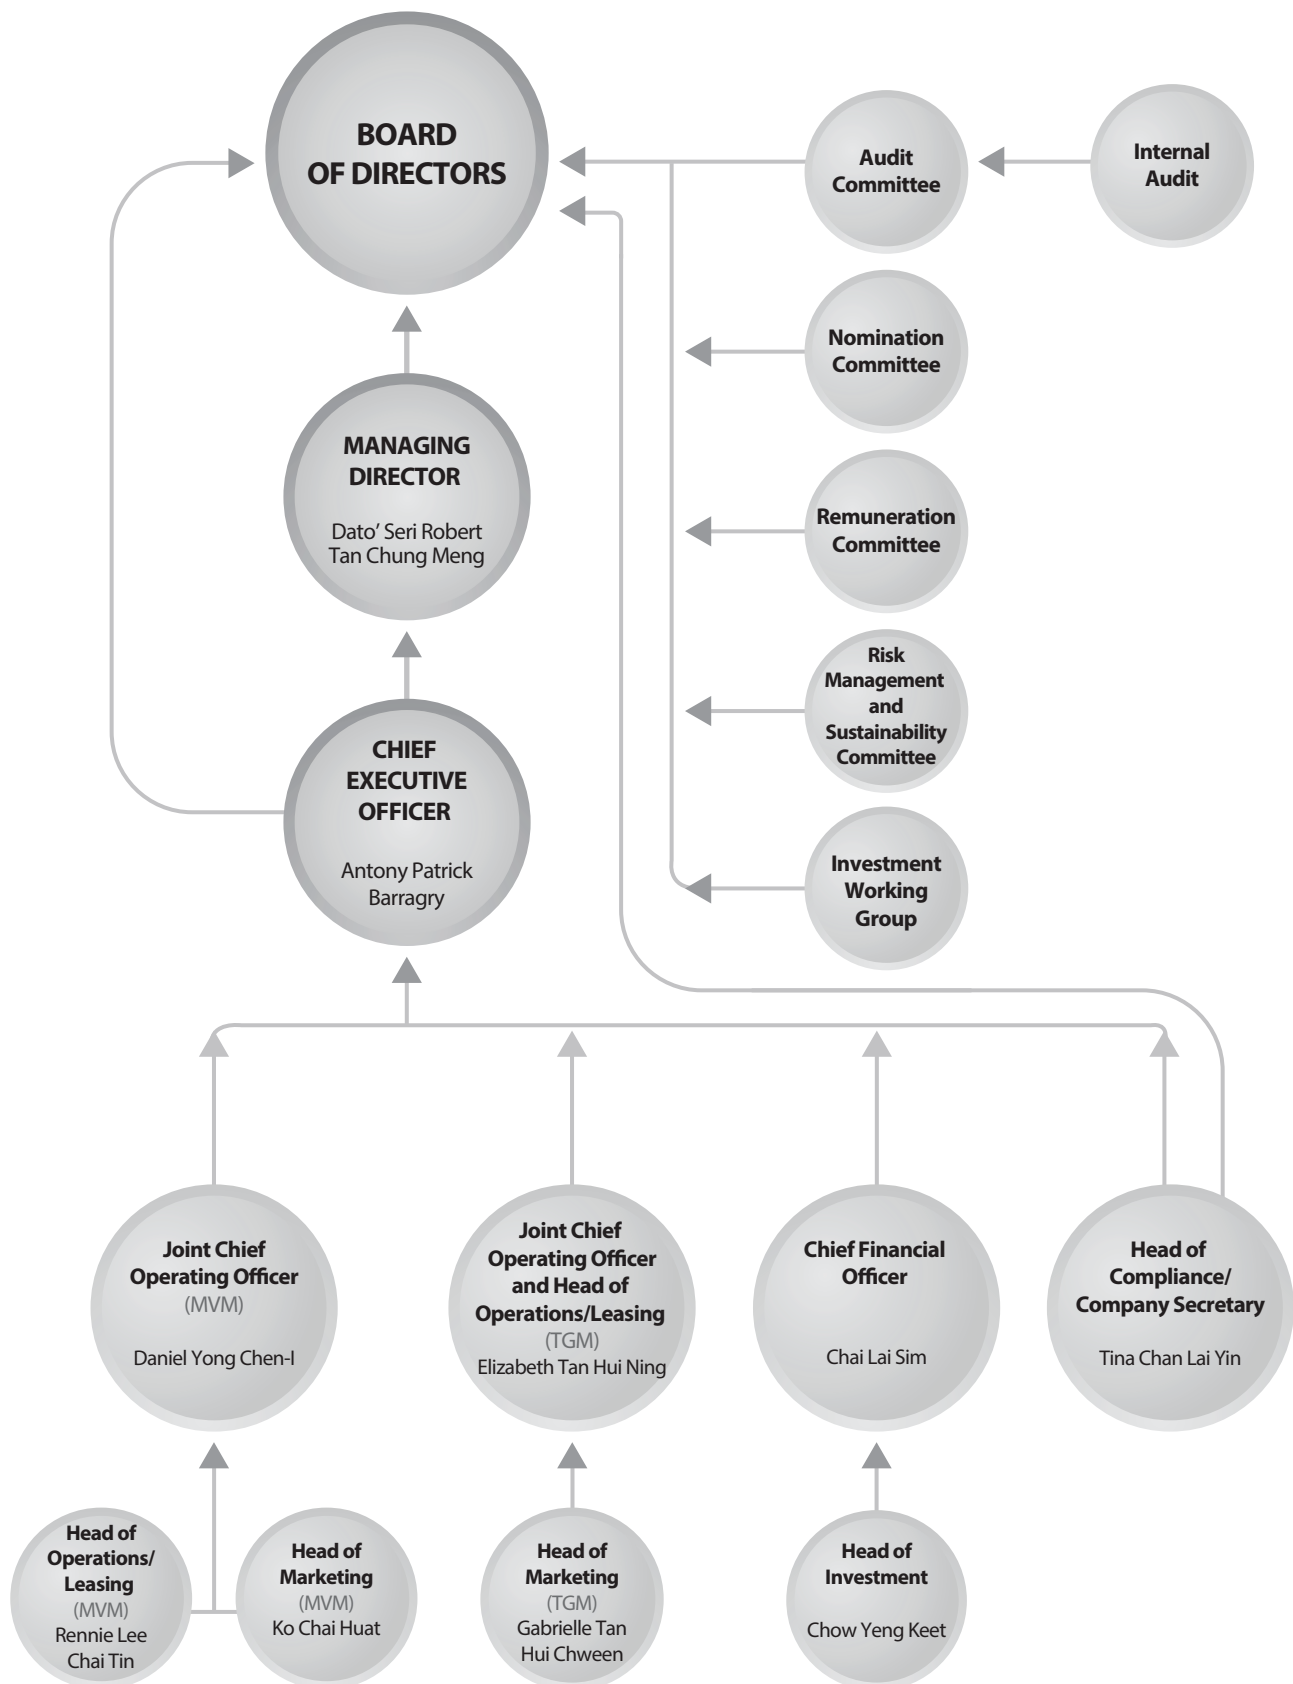 BOARD
OF DIRECTORS
Audit
Committee
Internal
Audit
Nomination
Committee
MANAGING
DIRECTOR
Dato’ Seri Robert
Tan Chung Meng
Remuneration
Committee
Risk
Management
and
Sustainability
Committee
CHIEF
EXECUTIVE
OFFICER
Antony Patrick
Barragry
Investment
Working
Group
Joint Chief
Operating Officer
(MVM)
Daniel Yong Chen-I
Joint Chief
Operating Officer
and Head of
Operations/Leasing
(TGM)
Elizabeth Tan Hui Ning
Chief Financial
Officer
Chai Lai Sim
Head of
Compliance/
Company Secretary
Tina Chan Lai Yin
Head of
Operations/
Leasing
(MVM)
Rennie Lee
Chai Tin
Head of
Marketing
(MVM)
Ko Chai Huat
Head of
Marketing
(TGM)
Gabrielle Tan
Hui Chween
Head of
Investment
Chow Yeng Keet